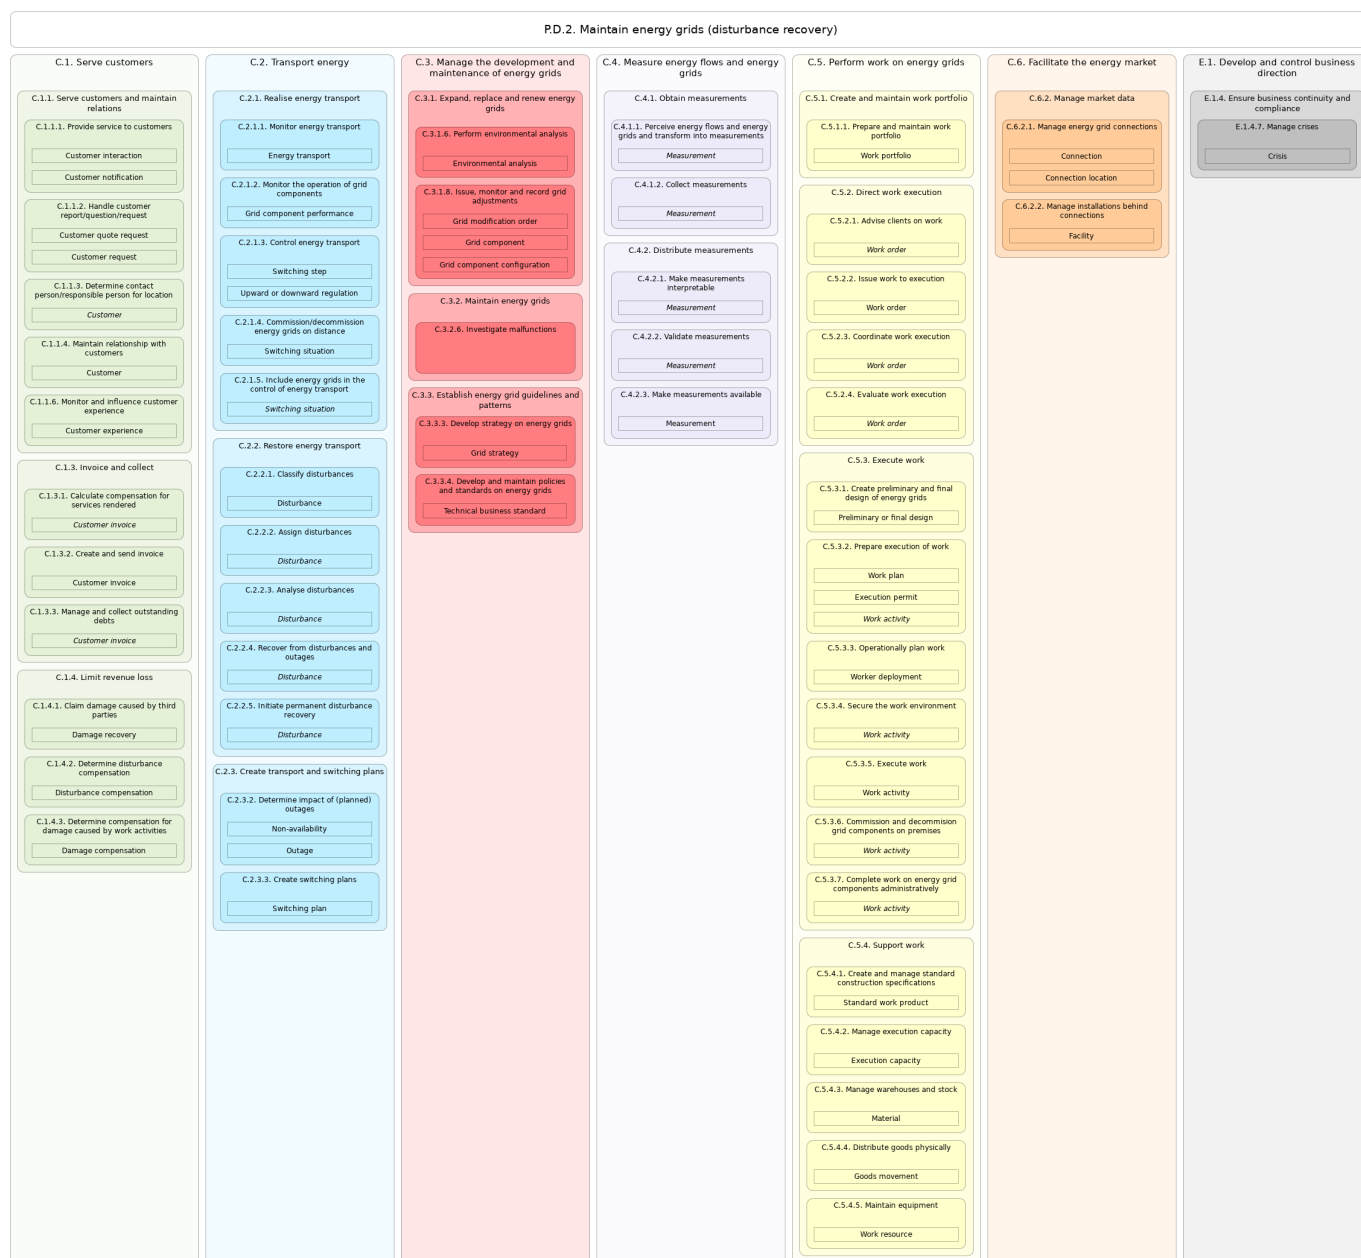 P.D.2. Maintain energy grids (disturbance recovery)
C.1. Serve customers
C.1.1. Serve customers and maintain
relations
C.1.1.1. Provide service to customers
Customer interaction
Customer notification
C.1.1.2. Handle customer
report/question/request
Customer quote request
Customer request
C.1.1.3. Determine contact
person/responsible person for location
Customer
C.1.1.4. Maintain relationship with
customers
Customer
C.1.1.6. Monitor and influence customer
experience
Customer experience
C.1.3. Invoice and collect
C.1.3.1. Calculate compensation for
services rendered
Customer invoice
C.1.3.2. Create and send invoice
Customer invoice
C.1.3.3. Manage and collect outstanding
debts
Customer invoice
C.1.4. Limit revenue loss
C.1.4.1. Claim damage caused by third
parties
Damage recovery
C.1.4.2. Determine disturbance
compensation
Disturbance compensation
C.1.4.3. Determine compensation for
damage caused by work activities
Damage compensation
C.2. Transport energy
C.2.1. Realise energy transport
C.2.1.1. Monitor energy transport
Energy transport
C.2.1.2. Monitor the operation of grid
components
Grid component performance
C.2.1.3. Control energy transport
Switching step
Upward or downward regulation
C.2.1.4. Commission/decommission
energy grids on distance
Switching situation
C.2.1.5. Include energy grids in the
control of energy transport
Switching situation
C.2.2. Restore energy transport
C.2.2.1. Classify disturbances
Disturbance
C.2.2.2. Assign disturbances
Disturbance
C.2.2.3. Analyse disturbances
Disturbance
C.2.2.4. Recover from disturbances and
outages
Disturbance
C.2.2.5. Initiate permanent disturbance
recovery
Disturbance
C.2.3. Create transport and switching plans
C.2.3.2. Determine impact of (planned)
outages
Non-availability
Outage
C.2.3.3. Create switching plans
Switching plan
C.3. Manage the development and
maintenance of energy grids
C.3.1. Expand, replace and renew energy
grids
C.3.1.6. Perform environmental analysis
Environmental analysis
C.3.1.8. Issue, monitor and record grid
adjustments
Grid modification order
Grid component
Grid component configuration
C.3.2. Maintain energy grids
C.3.2.6. Investigate malfunctions
C.3.3. Establish energy grid guidelines and
patterns
C.3.3.3. Develop strategy on energy grids
Grid strategy
C.3.3.4. Develop and maintain policies
and standards on energy grids
Technical business standard
C.4. Measure energy flows and energy
grids
C.4.1. Obtain measurements
C.4.1.1. Perceive energy flows and energy
grids and transform into measurements
Measurement
C.4.1.2. Collect measurements
Measurement
C.4.2. Distribute measurements
C.4.2.1. Make measurements
interpretable
Measurement
C.4.2.2. Validate measurements
Measurement
C.4.2.3. Make measurements available
Measurement
C.5. Perform work on energy grids
C.5.1. Create and maintain work portfolio
C.5.1.1. Prepare and maintain work
portfolio
Work portfolio
C.5.2. Direct work execution
C.5.2.1. Advise clients on work
Work order
C.5.2.2. Issue work to execution
Work order
C.5.2.3. Coordinate work execution
Work order
C.5.2.4. Evaluate work execution
Work order
C.5.3. Execute work
C.5.3.1. Create preliminary and final
design of energy grids
Preliminary or final design
C.5.3.2. Prepare execution of work
Work plan
Execution permit
Work activity
C.5.3.3. Operationally plan work
Worker deployment
C.5.3.4. Secure the work environment
Work activity
C.5.3.5. Execute work
Work activity
C.5.3.6. Commission and decommision
grid components on premises
Work activity
C.5.3.7. Complete work on energy grid
components administratively
Work activity
C.5.4. Support work
C.5.4.1. Create and manage standard
construction specifications
Standard work product
C.5.4.2. Manage execution capacity
Execution capacity
C.5.4.3. Manage warehouses and stock
Material
C.5.4.4. Distribute goods physically
Goods movement
C.5.4.5. Maintain equipment
Work resource
C.6. Facilitate the energy market
C.6.2. Manage market data
C.6.2.1. Manage energy grid connections
Connection
Connection location
C.6.2.2. Manage installations behind
connections
Facility
E.1. Develop and control business
direction
E.1.4. Ensure business continuity and
compliance
E.1.4.7. Manage crises
Crisis